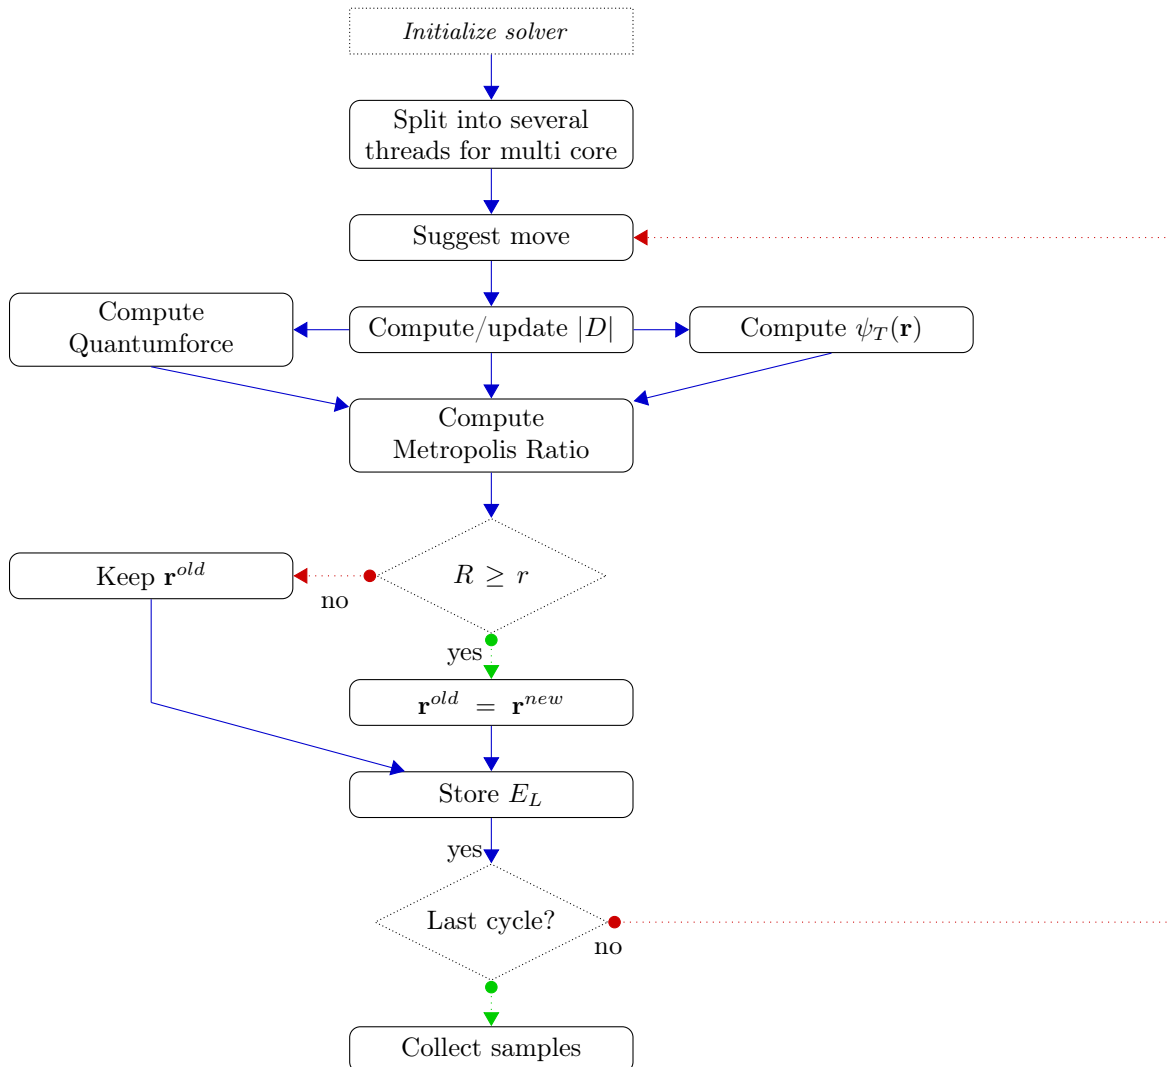 Initialize solver
Split into several
threads for multi core
Suggest move
Compute
Quantumforce
Compute/update |D|
Compute ψ_T(r)
Compute
Metropolis Ratio
Keep r^old
R ≥ r
no
yes
r^old = r^new
Store E_L
yes
Last cycle?
no
Collect samples